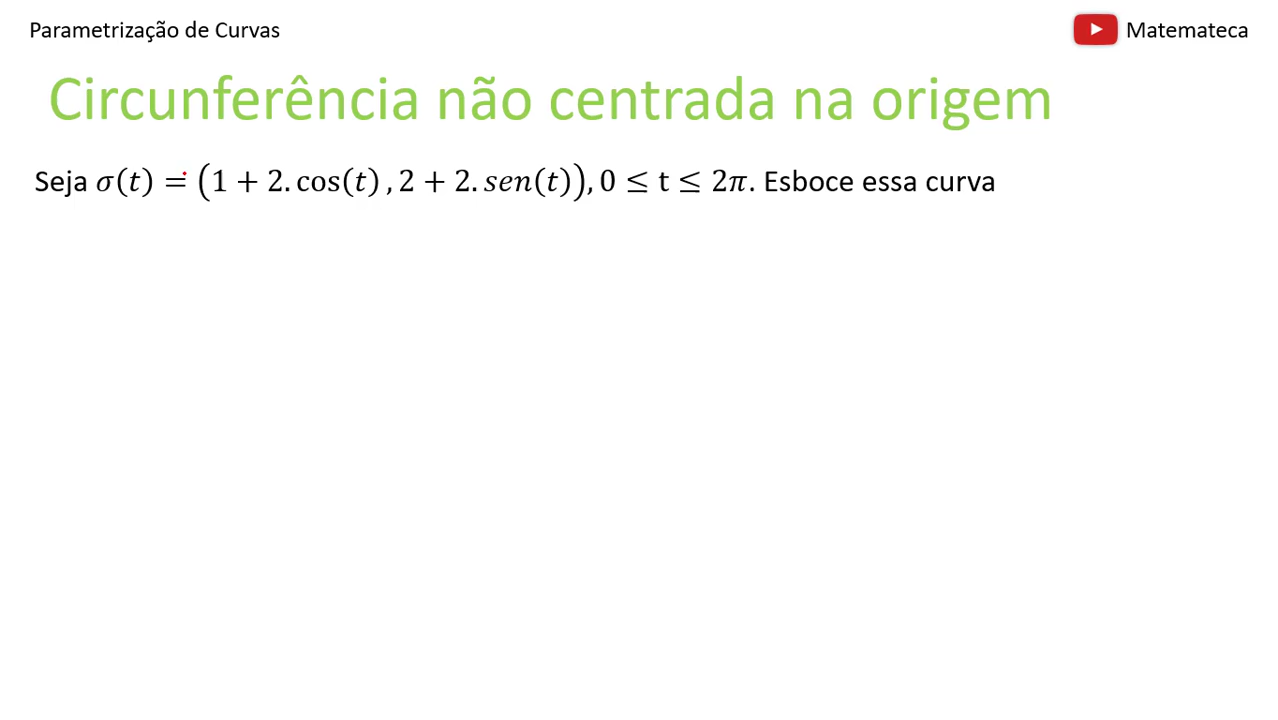 Parametrização de Curvas
Matemateca
Circunferência não centrada na origem
Seja 𝜎(𝑡) = (1 + 2. cos(𝑡) , 2 + 2. 𝑠𝑒𝑛(𝑡)), 0 ≤ t ≤ 2𝜋. Esboce essa curva